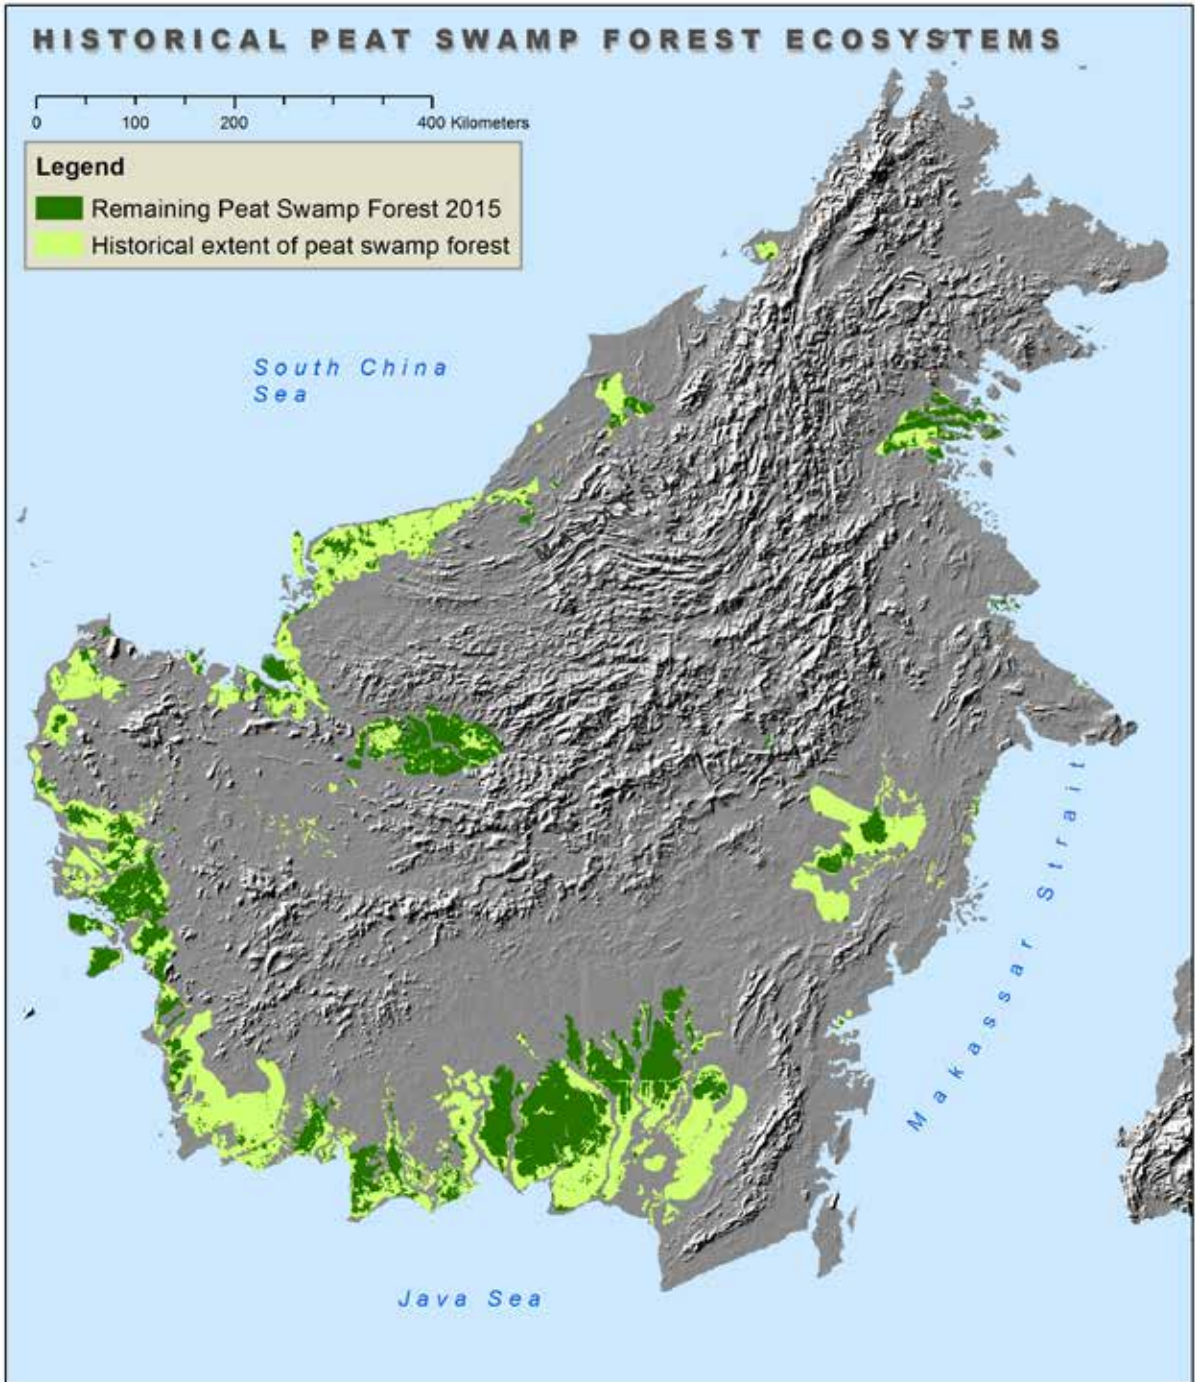 HISTORICAL PEAT SWAMP FOREST ECOSYSTEMS
0 100 200 400 Kilometers
Legend
Remaining Peat Swamp Forest 2015
Historical extent of peat swamp forest
South China
Sea
Makassar Strait
Java Sea